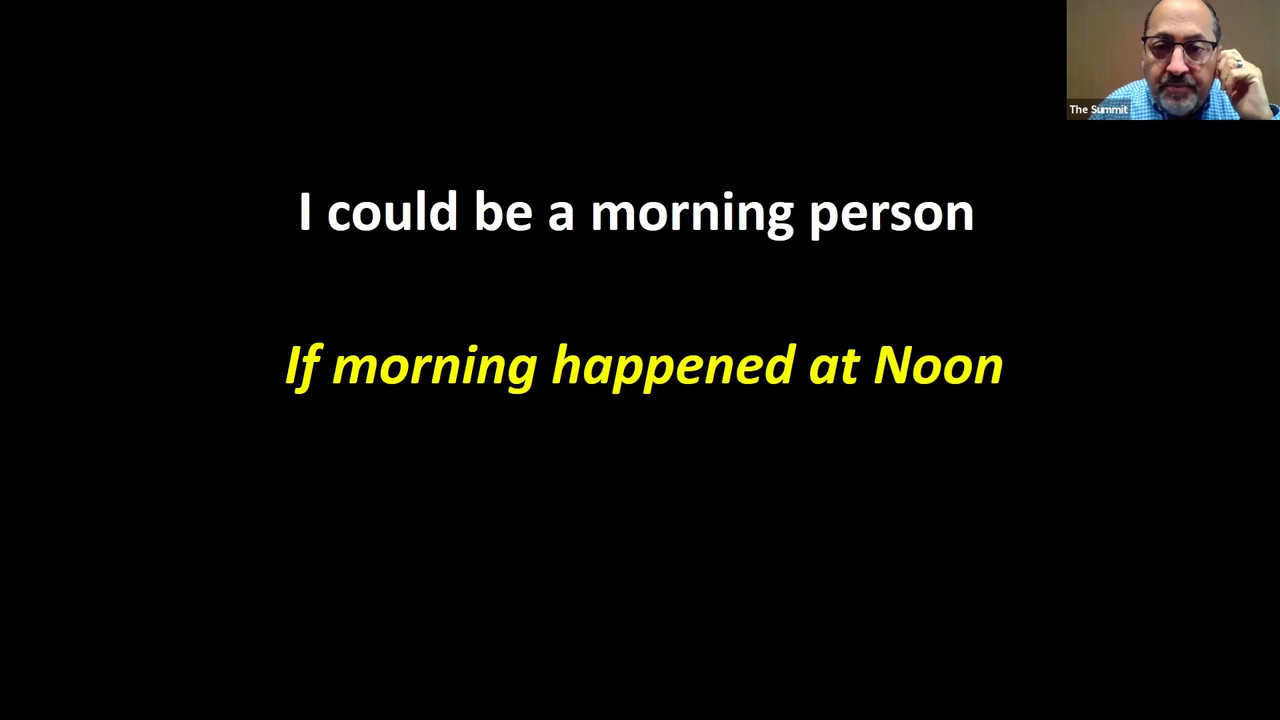 The Summit
I could be a morning person
If morning happened at Noon